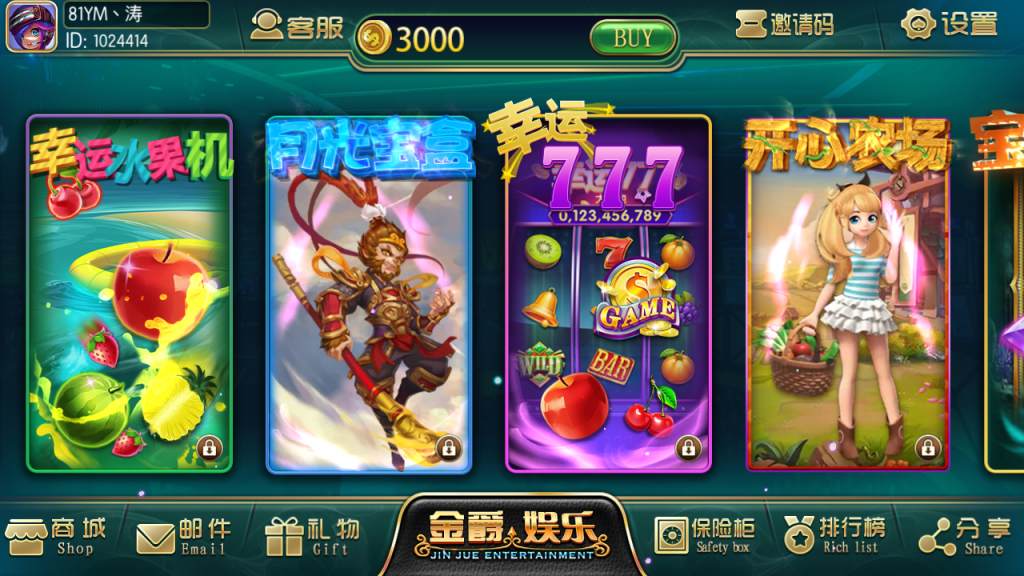 81YM、涛
ID: 1024414
客服
3000
BUY
邀请码
设置
幸运水果机
月光宝盒
幸运
777
0,123,456,789
7
$
GAME
WILD
BAR
开心农场
宝
商城
Shop
邮件
Email
礼物
Gift
金爵娱乐
JIN JUE ENTERTAINMENT
保险柜
Safety box
排行榜
Rich list
分享
Share